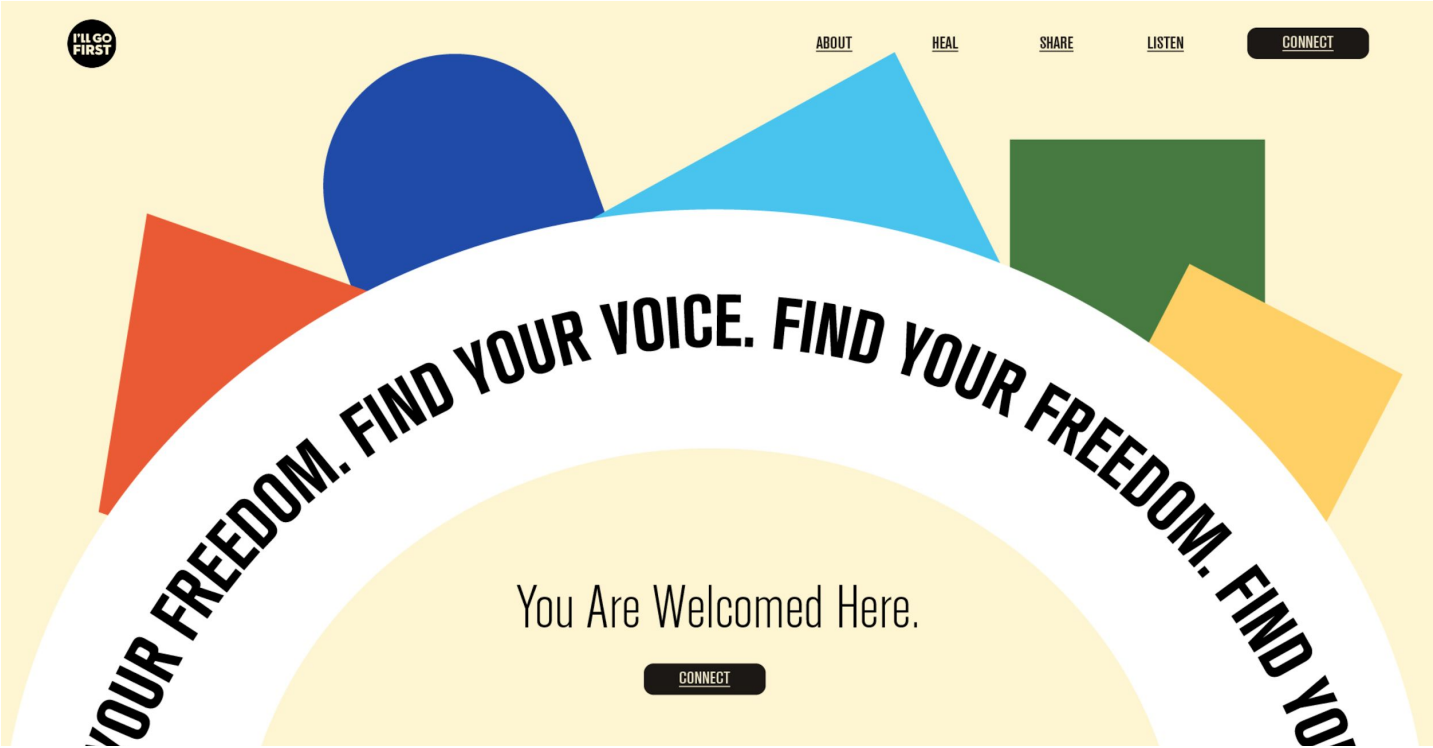 I'LL GO
FIRST
ABOUT
HEAL
SHARE
LISTEN
CONNECT
YOUR FREEDOM. FIND YOUR VOICE. FIND YOUR FREEDOM. FIND YOU
You Are Welcomed Here.
CONNECT